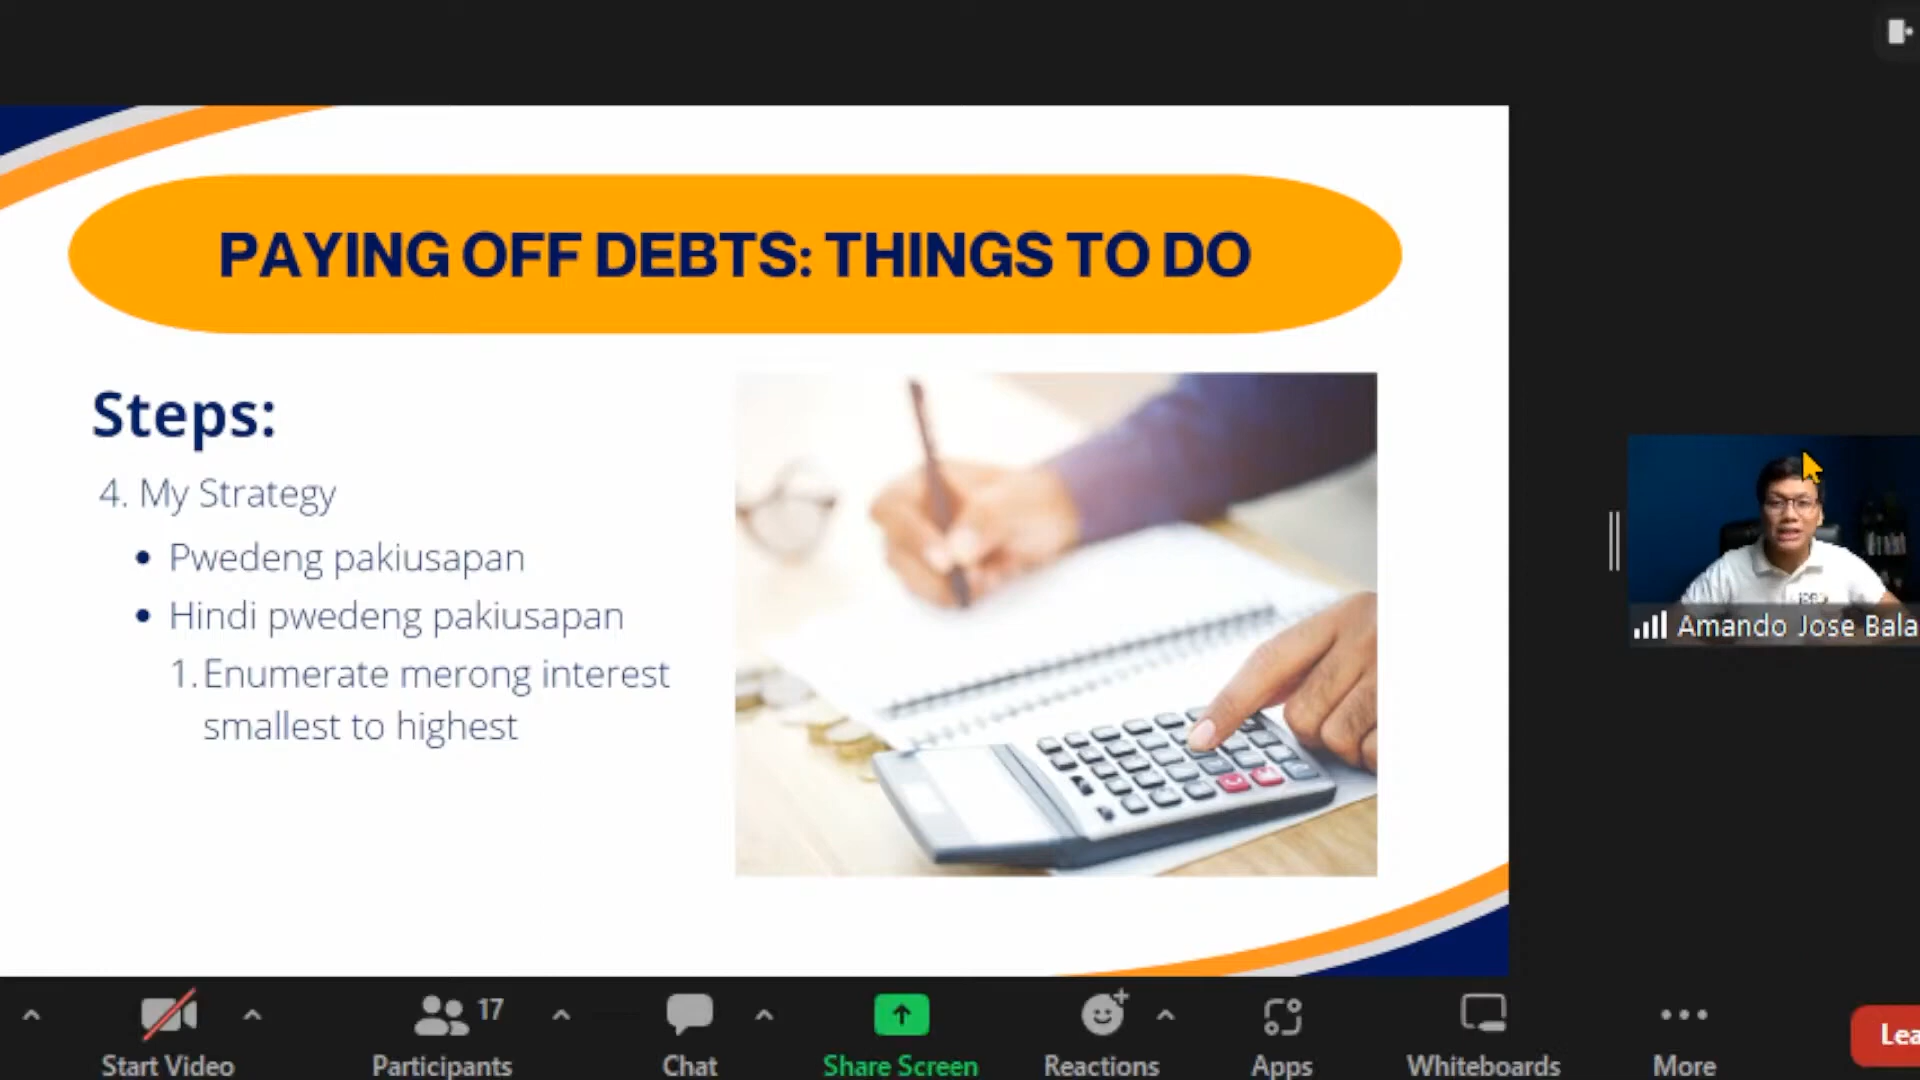 PAYING OFF DEBTS: THINGS TO DO
Steps:
4. My Strategy
Pwedeng pakiusapan
Hindi pwedeng pakiusapan
1. Enumerate merong interest
smallest to highest
Amando Jose Bala
Start Video
17
Participants
Chat
Share Screen
Reactions
Apps
Whiteboards
More
Lea